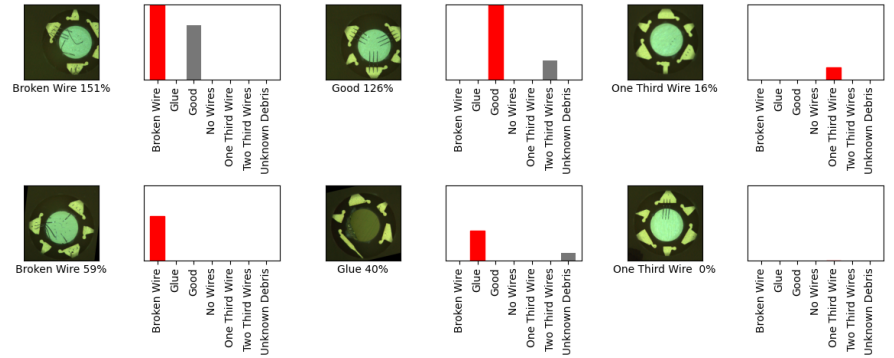 Broken Wire 151%
Broken Wire
Glue
Good
No Wires
One Third Wire
Two Third Wires
Unknown Debris
Good 126%
Broken Wire
Glue
Good
No Wires
One Third Wire
Two Third Wires
Unknown Debris
One Third Wire 16%
Broken Wire
Glue
Good
No Wires
One Third Wire
Two Third Wires
Unknown Debris
Broken Wire 59%
Broken Wire
Glue
Good
No Wires
One Third Wire
Two Third Wires
Unknown Debris
Glue 40%
Broken Wire
Glue
Good
No Wires
One Third Wire
Two Third Wires
Unknown Debris
One Third Wire 0%
Broken Wire
Glue
Good
No Wires
One Third Wire
Two Third Wires
Unknown Debris